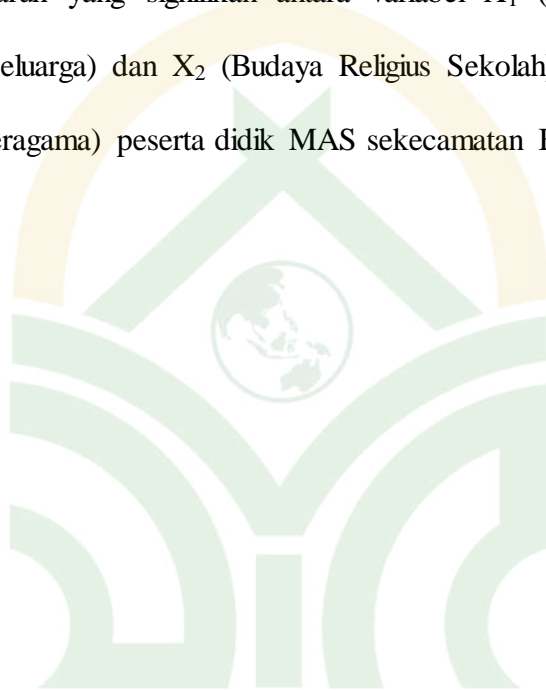 yang signifikan antara variabel X₁ (
eluarga) dan X₂ (Budaya Religius Sekolah
eragama) peserta didik MAS sekecamatan